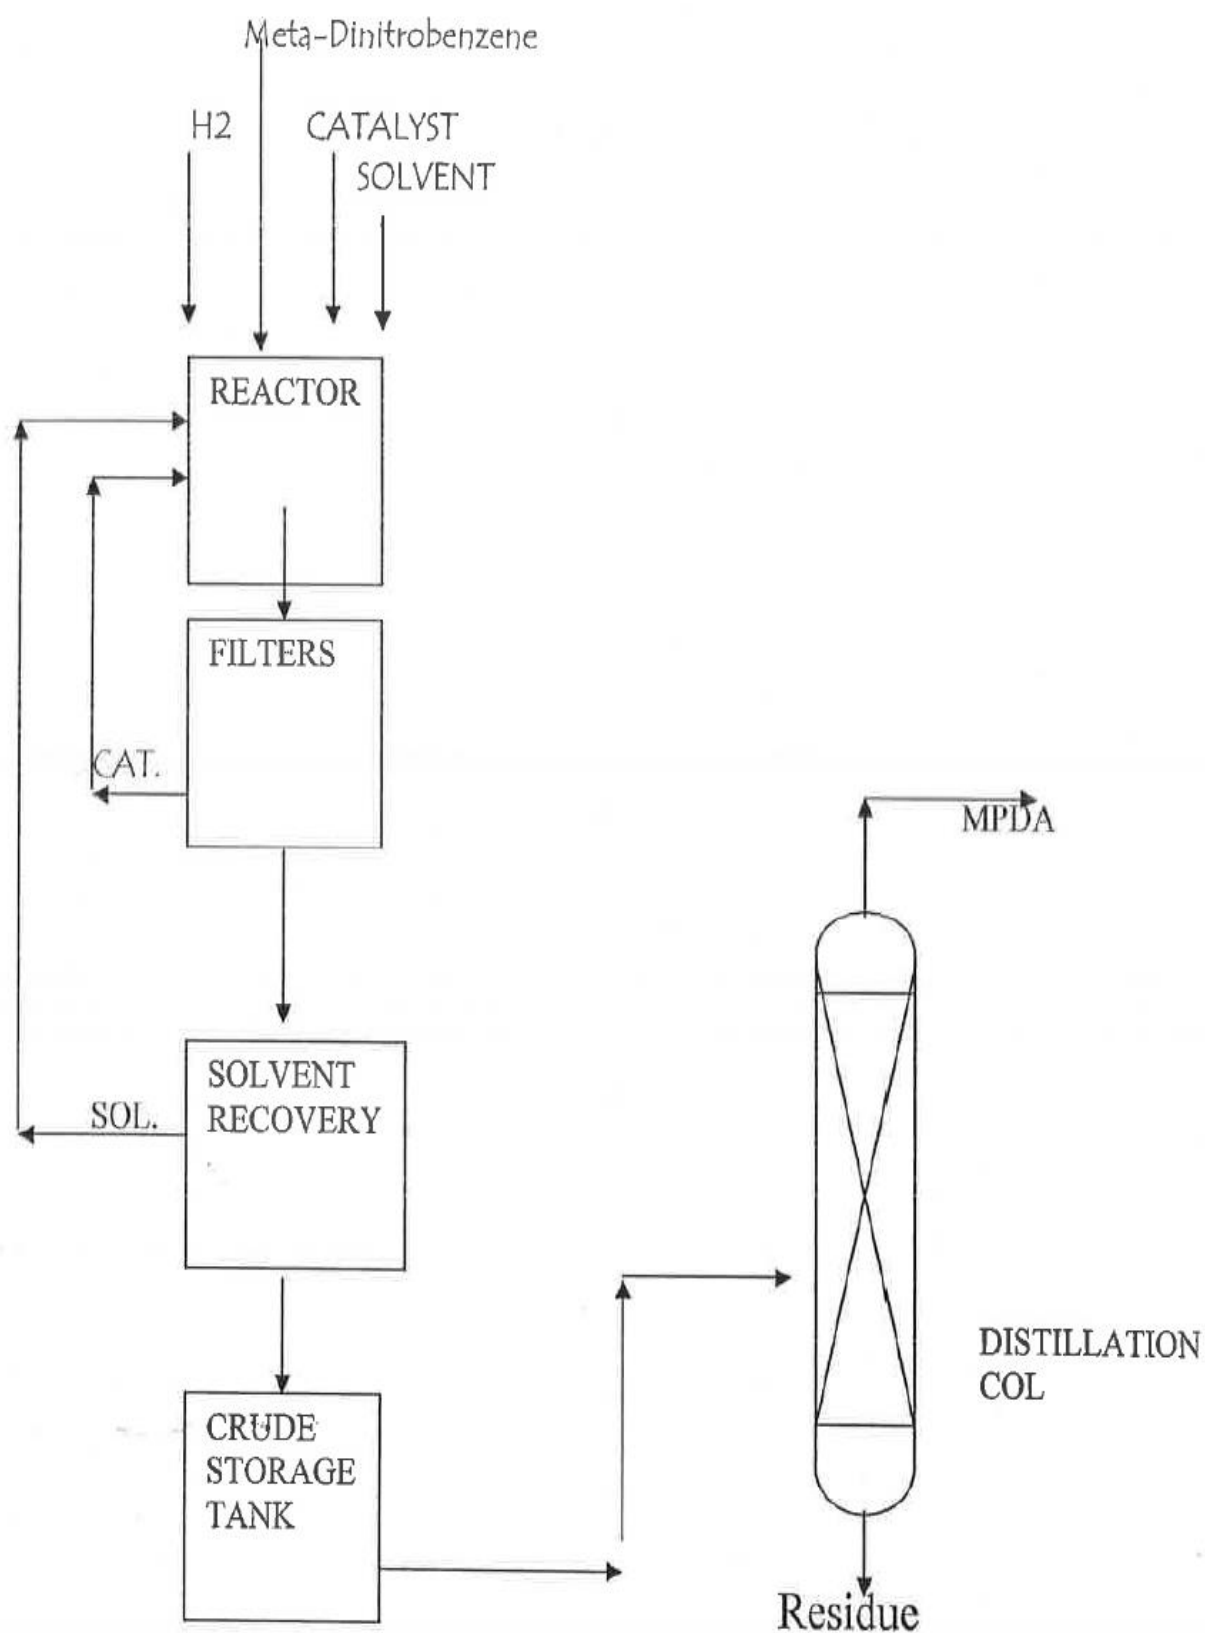 Meta-Dinitrobenzene
H2
CATALYST
SOLVENT
REACTOR
FILTERS
CAT.
MPDA
SOLVENT
RECOVERY
SOL.
DISTILLATION
COL
CRUDE
STORAGE
TANK
Residue